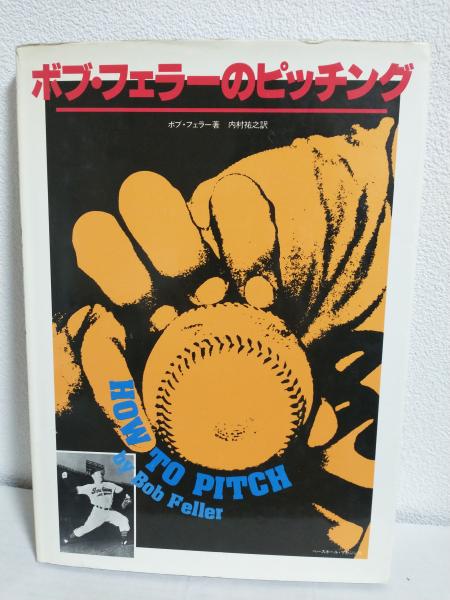 ボブ・フェラーのピッチング
ボブ・フェラー著 内村祐之訳
HOW TO PITCH
by Bob Feller